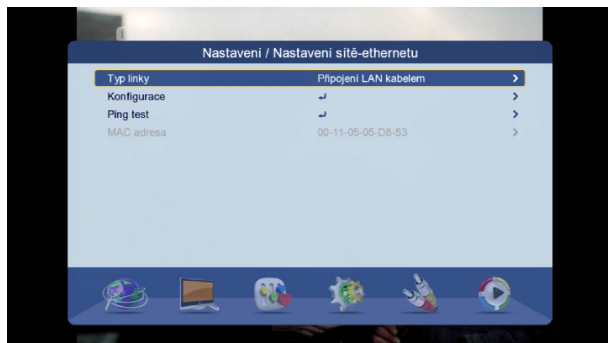 Nastavení / Nastavení sítě-ethernetu
Typ linky Připojení LAN kabelem
Konfigurace
Ping test
MAC adresa 00-11-05-05-D8-53